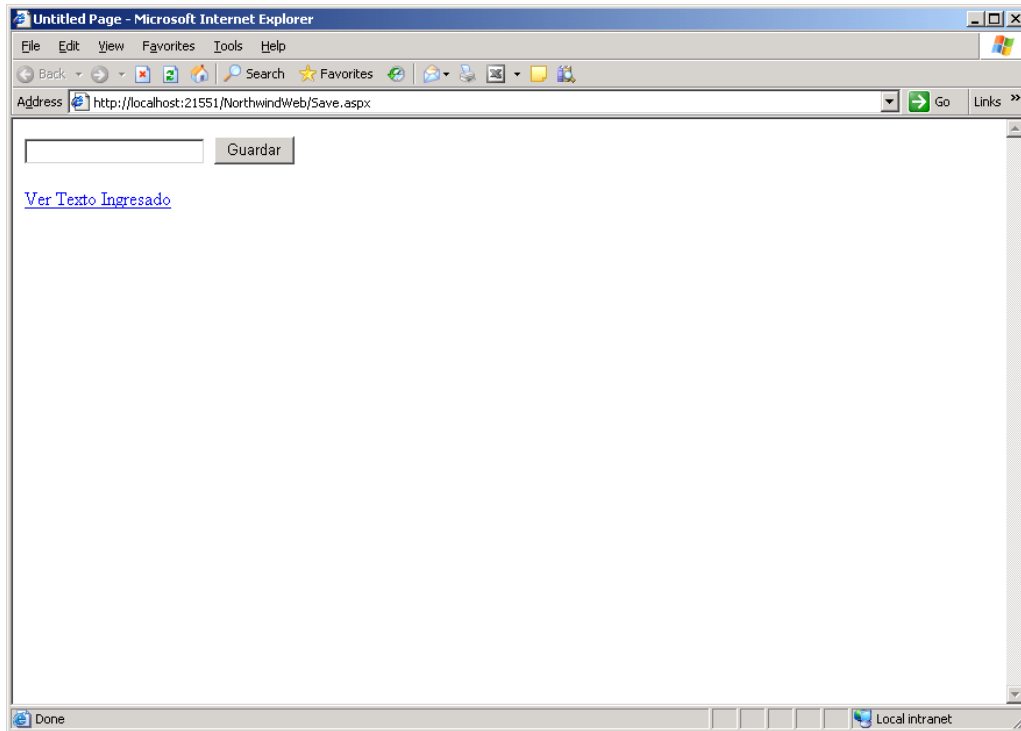 Untitled Page - Microsoft Internet Explorer
File Edit View Favorites Tools Help
Back Search Favorites
Address http://localhost:21551/NorthwindWeb/Save.aspx Go Links »
Guardar
Ver Texto Ingresado
Done Local intranet